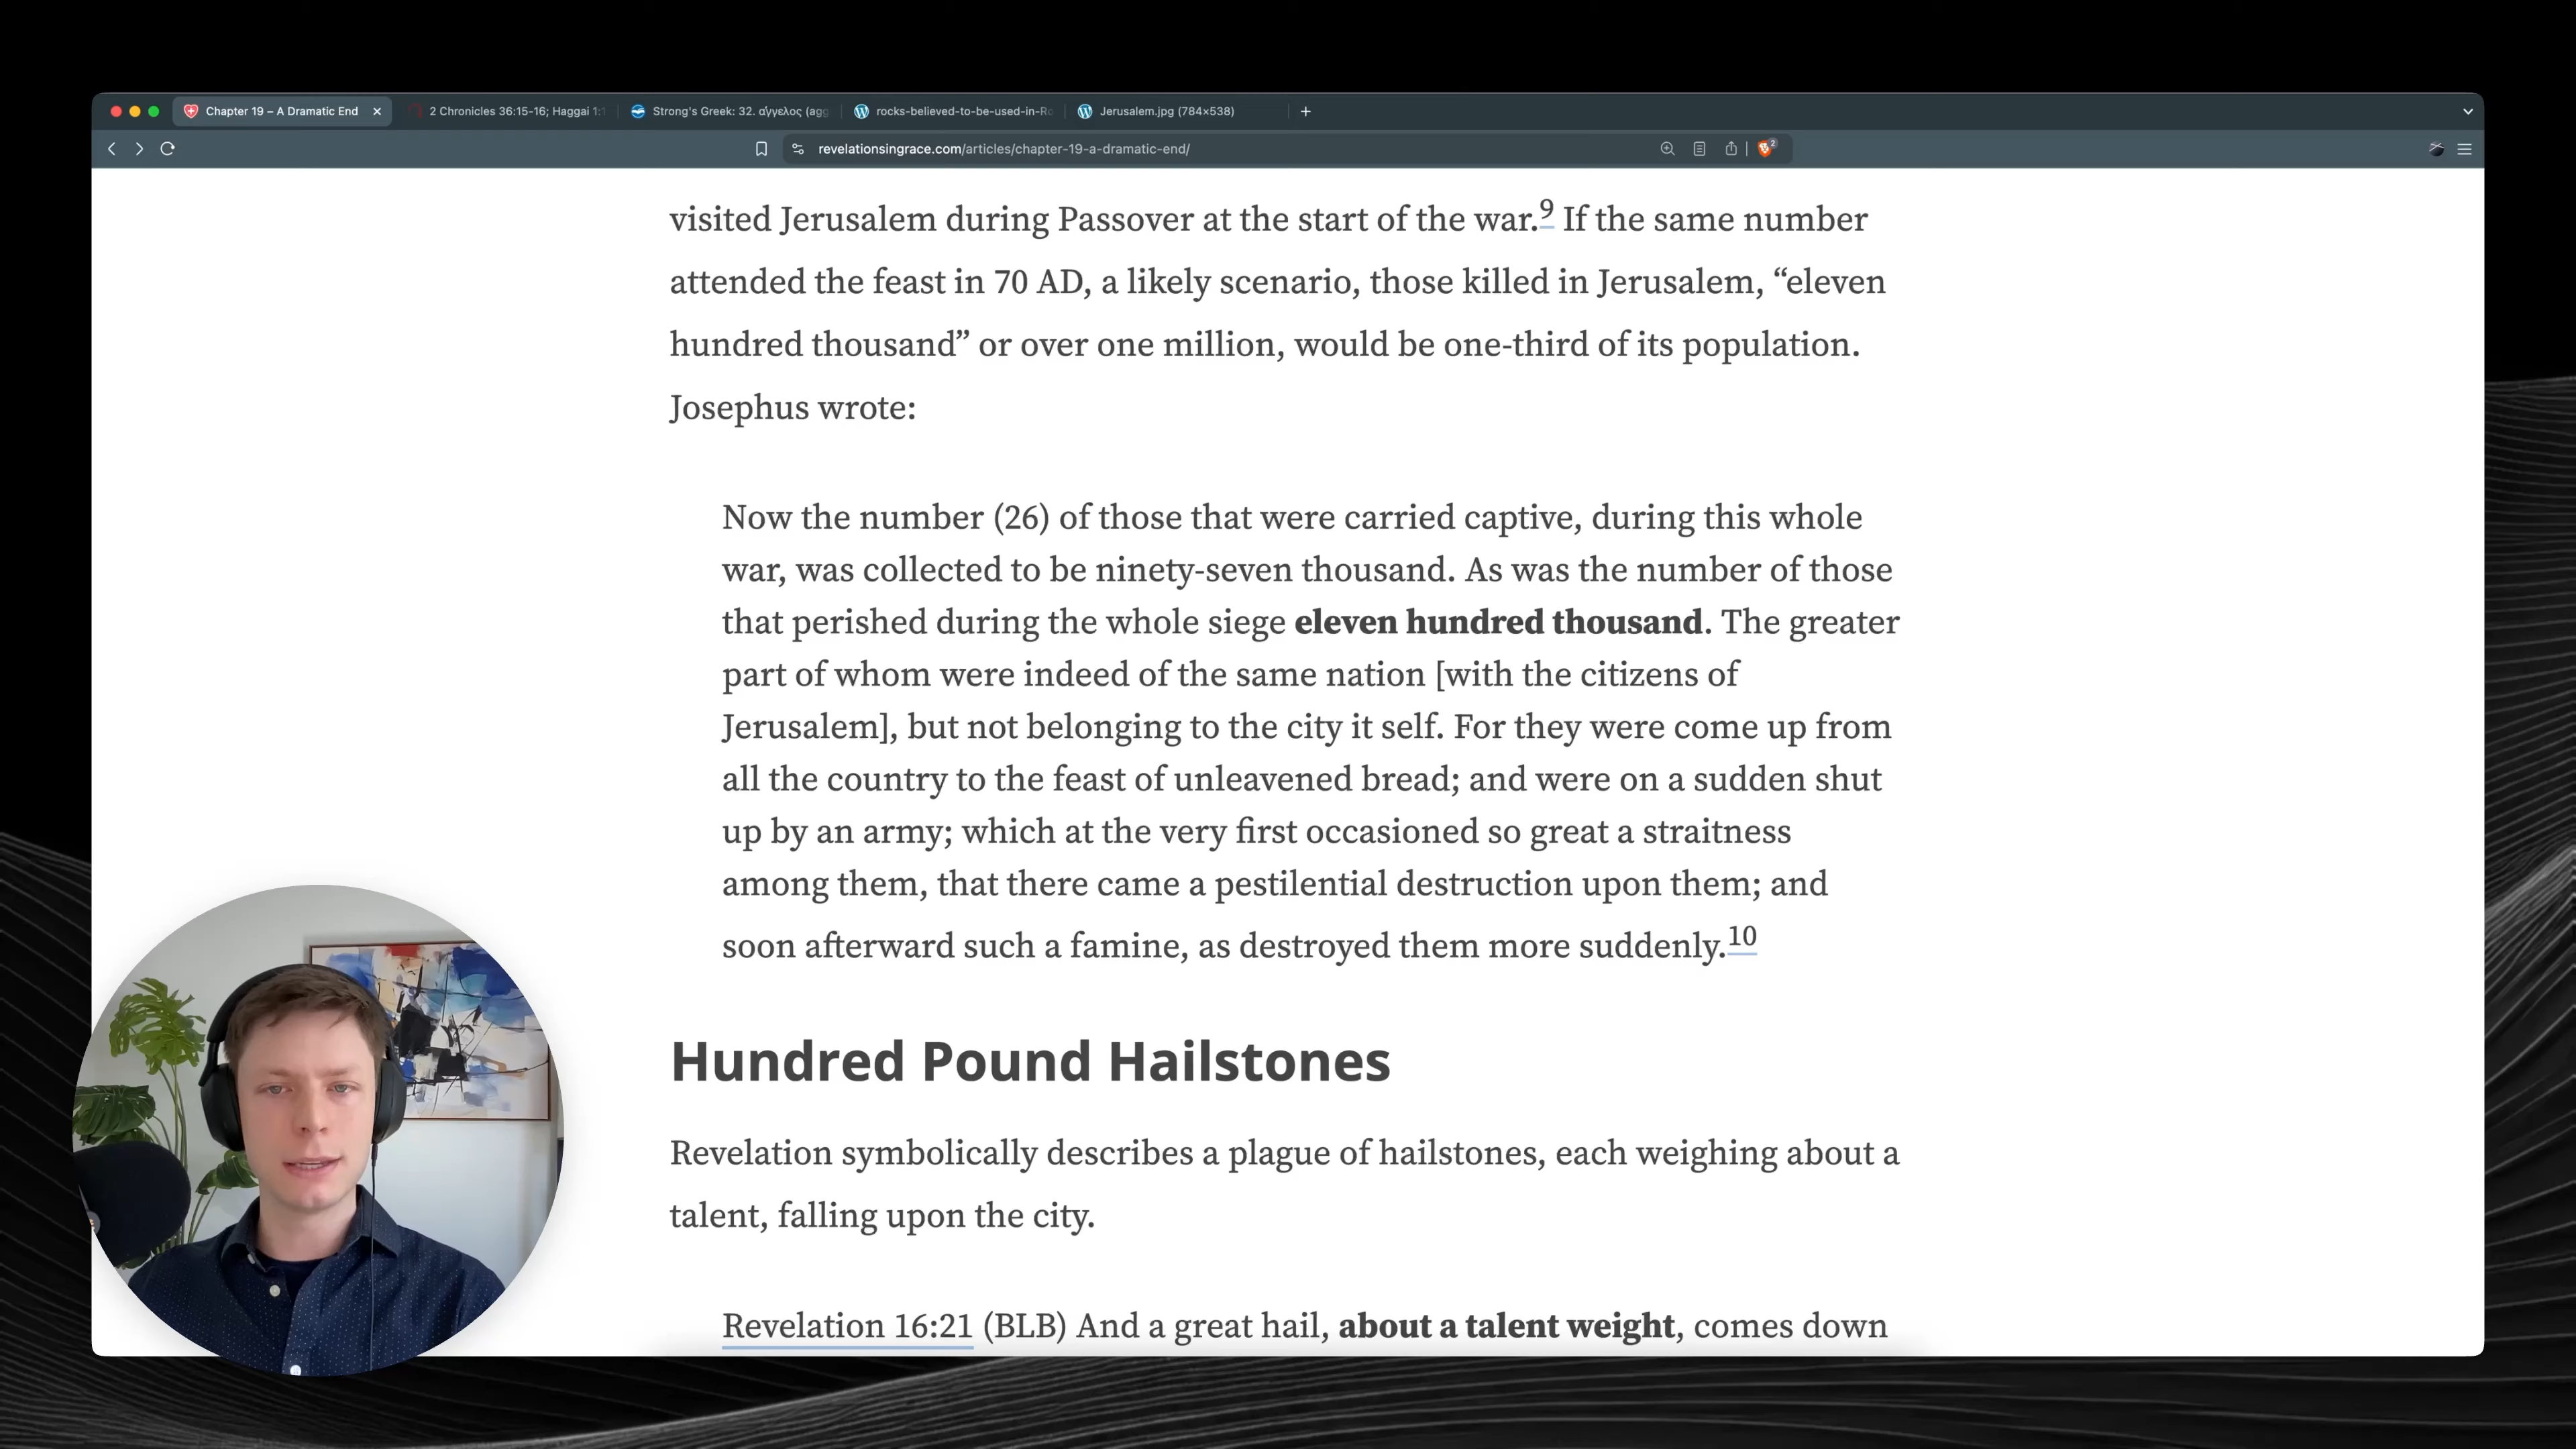 Chapter 19 – A Dramatic End
2 Chronicles 36:15-16; Haggai 1:1
Strong's Greek: 32. ἄγγελος (agg
rocks-believed-to-be-used-in-Ro
Jerusalem.jpg (784×538)
revelationsingrace.com/articles/chapter-19-a-dramatic-end/
2
visited Jerusalem during Passover at the start of the war.9 If the same number
attended the feast in 70 AD, a likely scenario, those killed in Jerusalem, “eleven
hundred thousand” or over one million, would be one-third of its population.
Josephus wrote:
Now the number (26) of those that were carried captive, during this whole
war, was collected to be ninety-seven thousand. As was the number of those
that perished during the whole siege eleven hundred thousand. The greater
part of whom were indeed of the same nation [with the citizens of
Jerusalem], but not belonging to the city it self. For they were come up from
all the country to the feast of unleavened bread; and were on a sudden shut
up by an army; which at the very first occasioned so great a straitness
among them, that there came a pestilential destruction upon them; and
soon afterward such a famine, as destroyed them more suddenly.10
Hundred Pound Hailstones
Revelation symbolically describes a plague of hailstones, each weighing about a
talent, falling upon the city.
Revelation 16:21 (BLB) And a great hail, about a talent weight, comes down